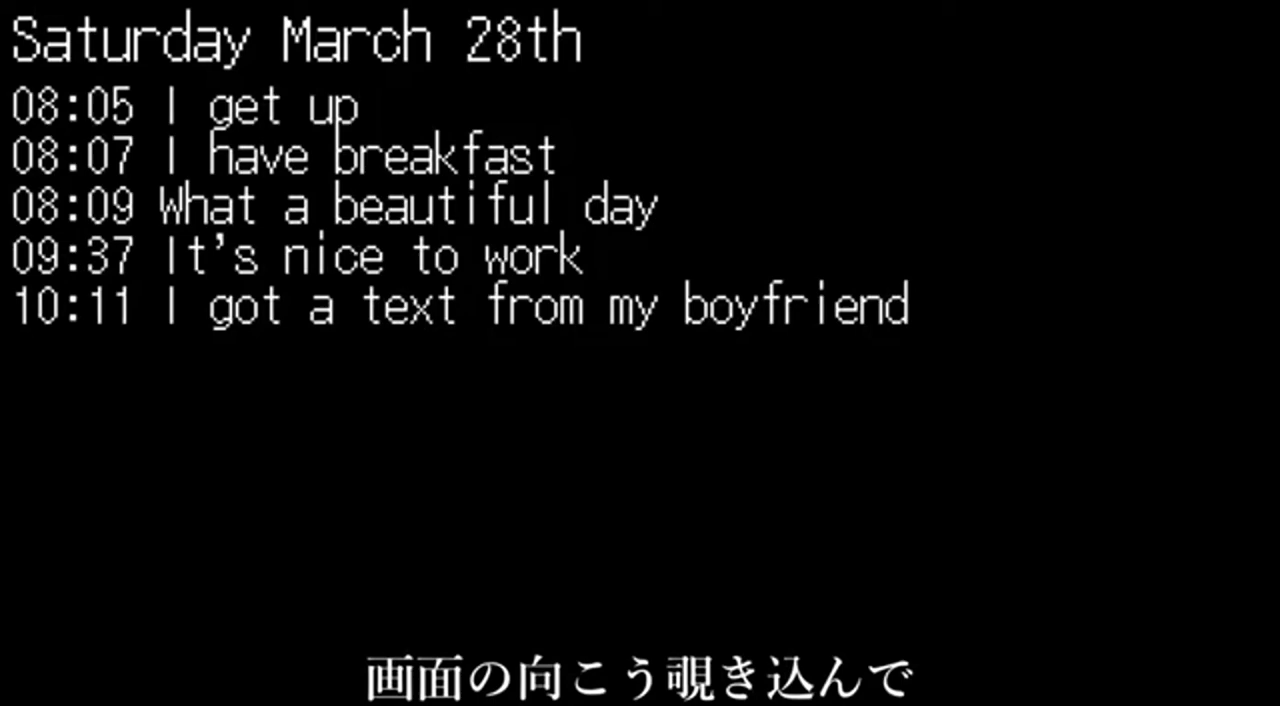 Saturday March 28th
08:05 I get up
08:07 I have breakfast
08:09 What a beautiful day
09:37 It's nice to work
10:11 I got a text from my boyfriend
画面の向こう覗き込んで